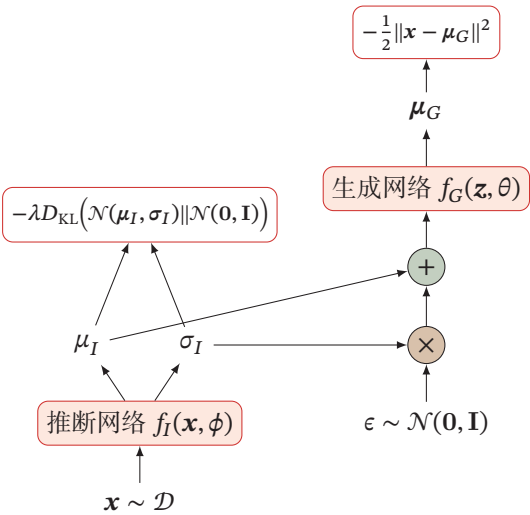 −½‖x − μ_G‖²
μ_G
生成网络 f_G(z, θ)
−λD_KL(𝒩(μ_I, σ_I)‖𝒩(0, I))
+
μ_I
σ_I
×
推断网络 f_I(x, ϕ)
ϵ ∼ 𝒩(0, I)
x ∼ 𝒟